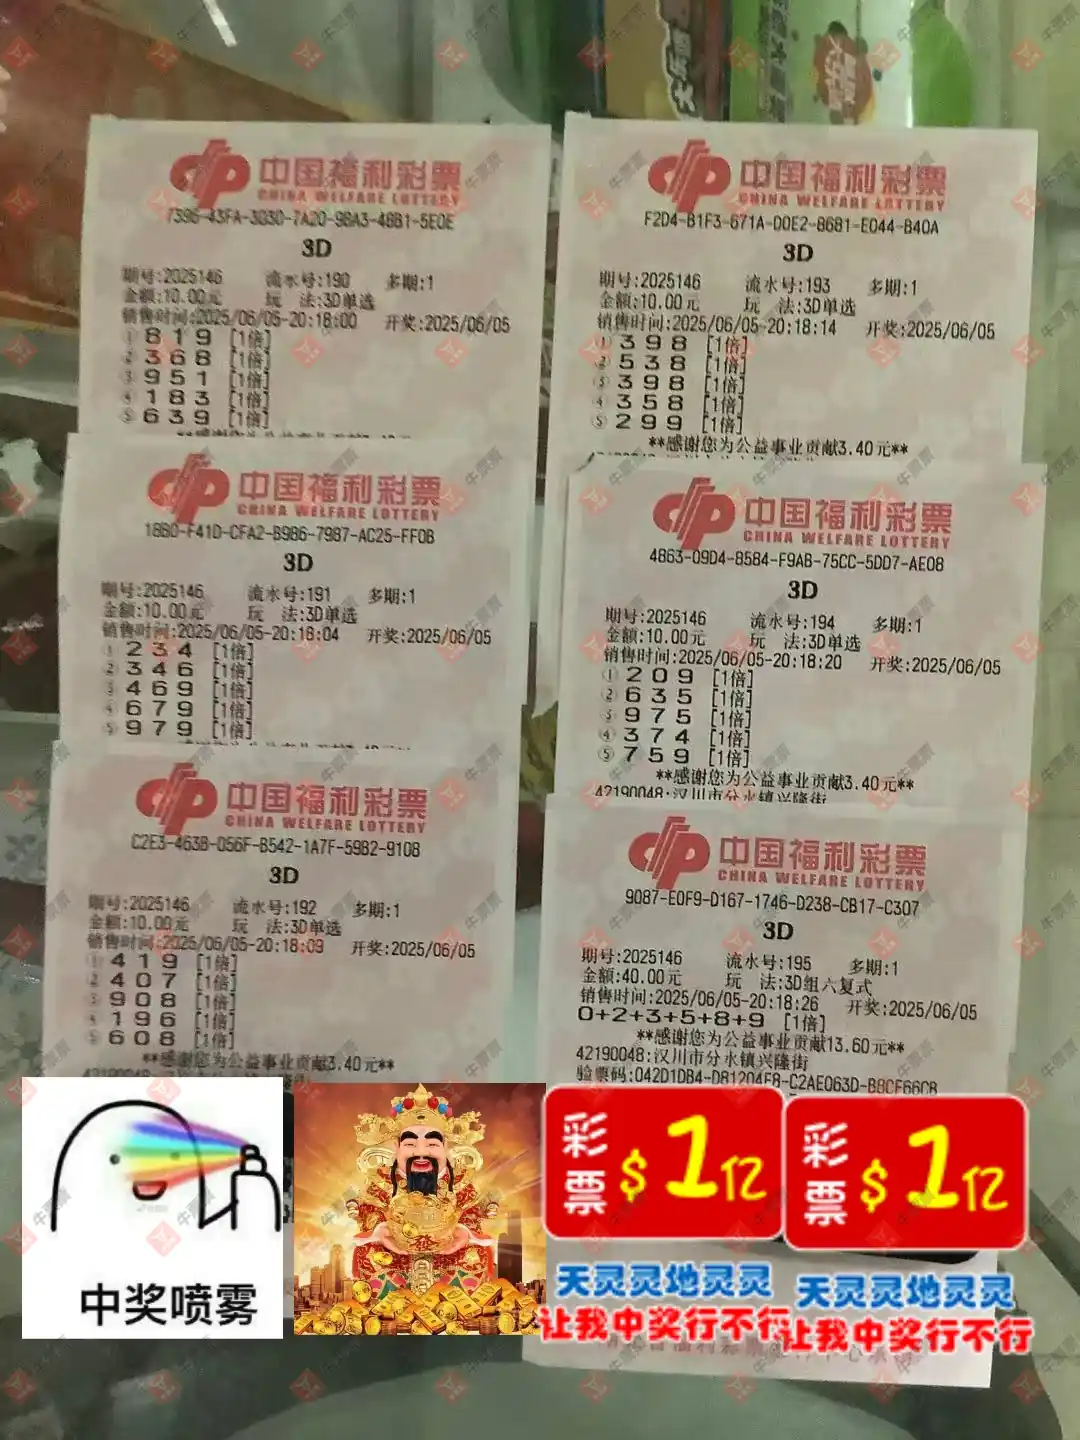 中国福利彩票
CHINA WELFARE LOTTERY
3D
期号:2025146 流水号:190 多期:1
金额:10.00元 玩 法:3D单选
销售时间:2025/06/05-20:18:00 开奖:2025/06/05
① 8 1 9 [1倍]
② 3 6 8 [1倍]
③ 9 5 1 [1倍]
④ 1 8 3 [1倍]
⑤ 6 3 9 [1倍]
中国福利彩票
CHINA WELFARE LOTTERY
18B0-F41D-CFA2-B986-7987-AC25-FF0B
3D
期号:2025146 流水号:191 多期:1
金额:10.00元 玩 法:3D单选
销售时间:2025/06/05-20:18:04 开奖:2025/06/05
① 2 3 4 [1倍]
② 3 4 6 [1倍]
③ 4 6 9 [1倍]
④ 6 7 9 [1倍]
⑤ 9 7 9 [1倍]
中国福利彩票
CHINA WELFARE LOTTERY
C2E3-463B-056F-B542-1A7F-5982-9108
3D
期号:2025146 流水号:192 多期:1
金额:10.00元 玩 法:3D单选
销售时间:2025/06/05-20:18:09 开奖:2025/06/05
① 4 1 9 [1倍]
② 4 0 7 [1倍]
③ 9 0 8 [1倍]
④ 1 9 6 [1倍]
⑤ 6 0 8 [1倍]
**感谢您为公益事业贡献3.40元**
中国福利彩票
CHINA WELFARE LOTTERY
F2D4-B1F3-671A-D0E2-8681-E044-B40A
3D
期号:2025146 流水号:193 多期:1
金额:10.00元 玩 法:3D单选
销售时间:2025/06/05-20:18:14 开奖:2025/06/05
① 3 9 8 [1倍]
② 5 3 8 [1倍]
③ 3 9 8 [1倍]
④ 3 5 8 [1倍]
⑤ 2 9 9 [1倍]
**感谢您为公益事业贡献3.40元**
中国福利彩票
CHINA WELFARE LOTTERY
4863-09D4-8584-F9AB-75CC-5DD7-AE08
3D
期号:2025146 流水号:194 多期:1
金额:10.00元 玩 法:3D单选
销售时间:2025/06/05-20:18:20 开奖:2025/06/05
① 2 0 9 [1倍]
② 6 3 5 [1倍]
③ 9 7 5 [1倍]
④ 3 7 4 [1倍]
⑤ 7 5 9 [1倍]
**感谢您为公益事业贡献3.40元**
42190048:汉川市分水镇兴隆街
中国福利彩票
CHINA WELFARE LOTTERY
9087-E0F9-D167-1746-D238-CB17-C307
3D
期号:2025146 流水号:195 多期:1
金额:40.00元 玩 法:3D组六复式
销售时间:2025/06/05-20:18:26 开奖:2025/06/05
0+2+3+5+8+9 [1倍]
**感谢您为公益事业贡献13.60元**
42190048:汉川市分水镇兴隆街
验票码:042D1DB4-D81204F8-C2AE063D-B8CF66C8
中奖喷雾
發
彩票 $1亿
天灵灵地灵灵
让我中奖行不行
彩票 $1亿
天灵灵地灵灵
让我中奖行不行
牛票票